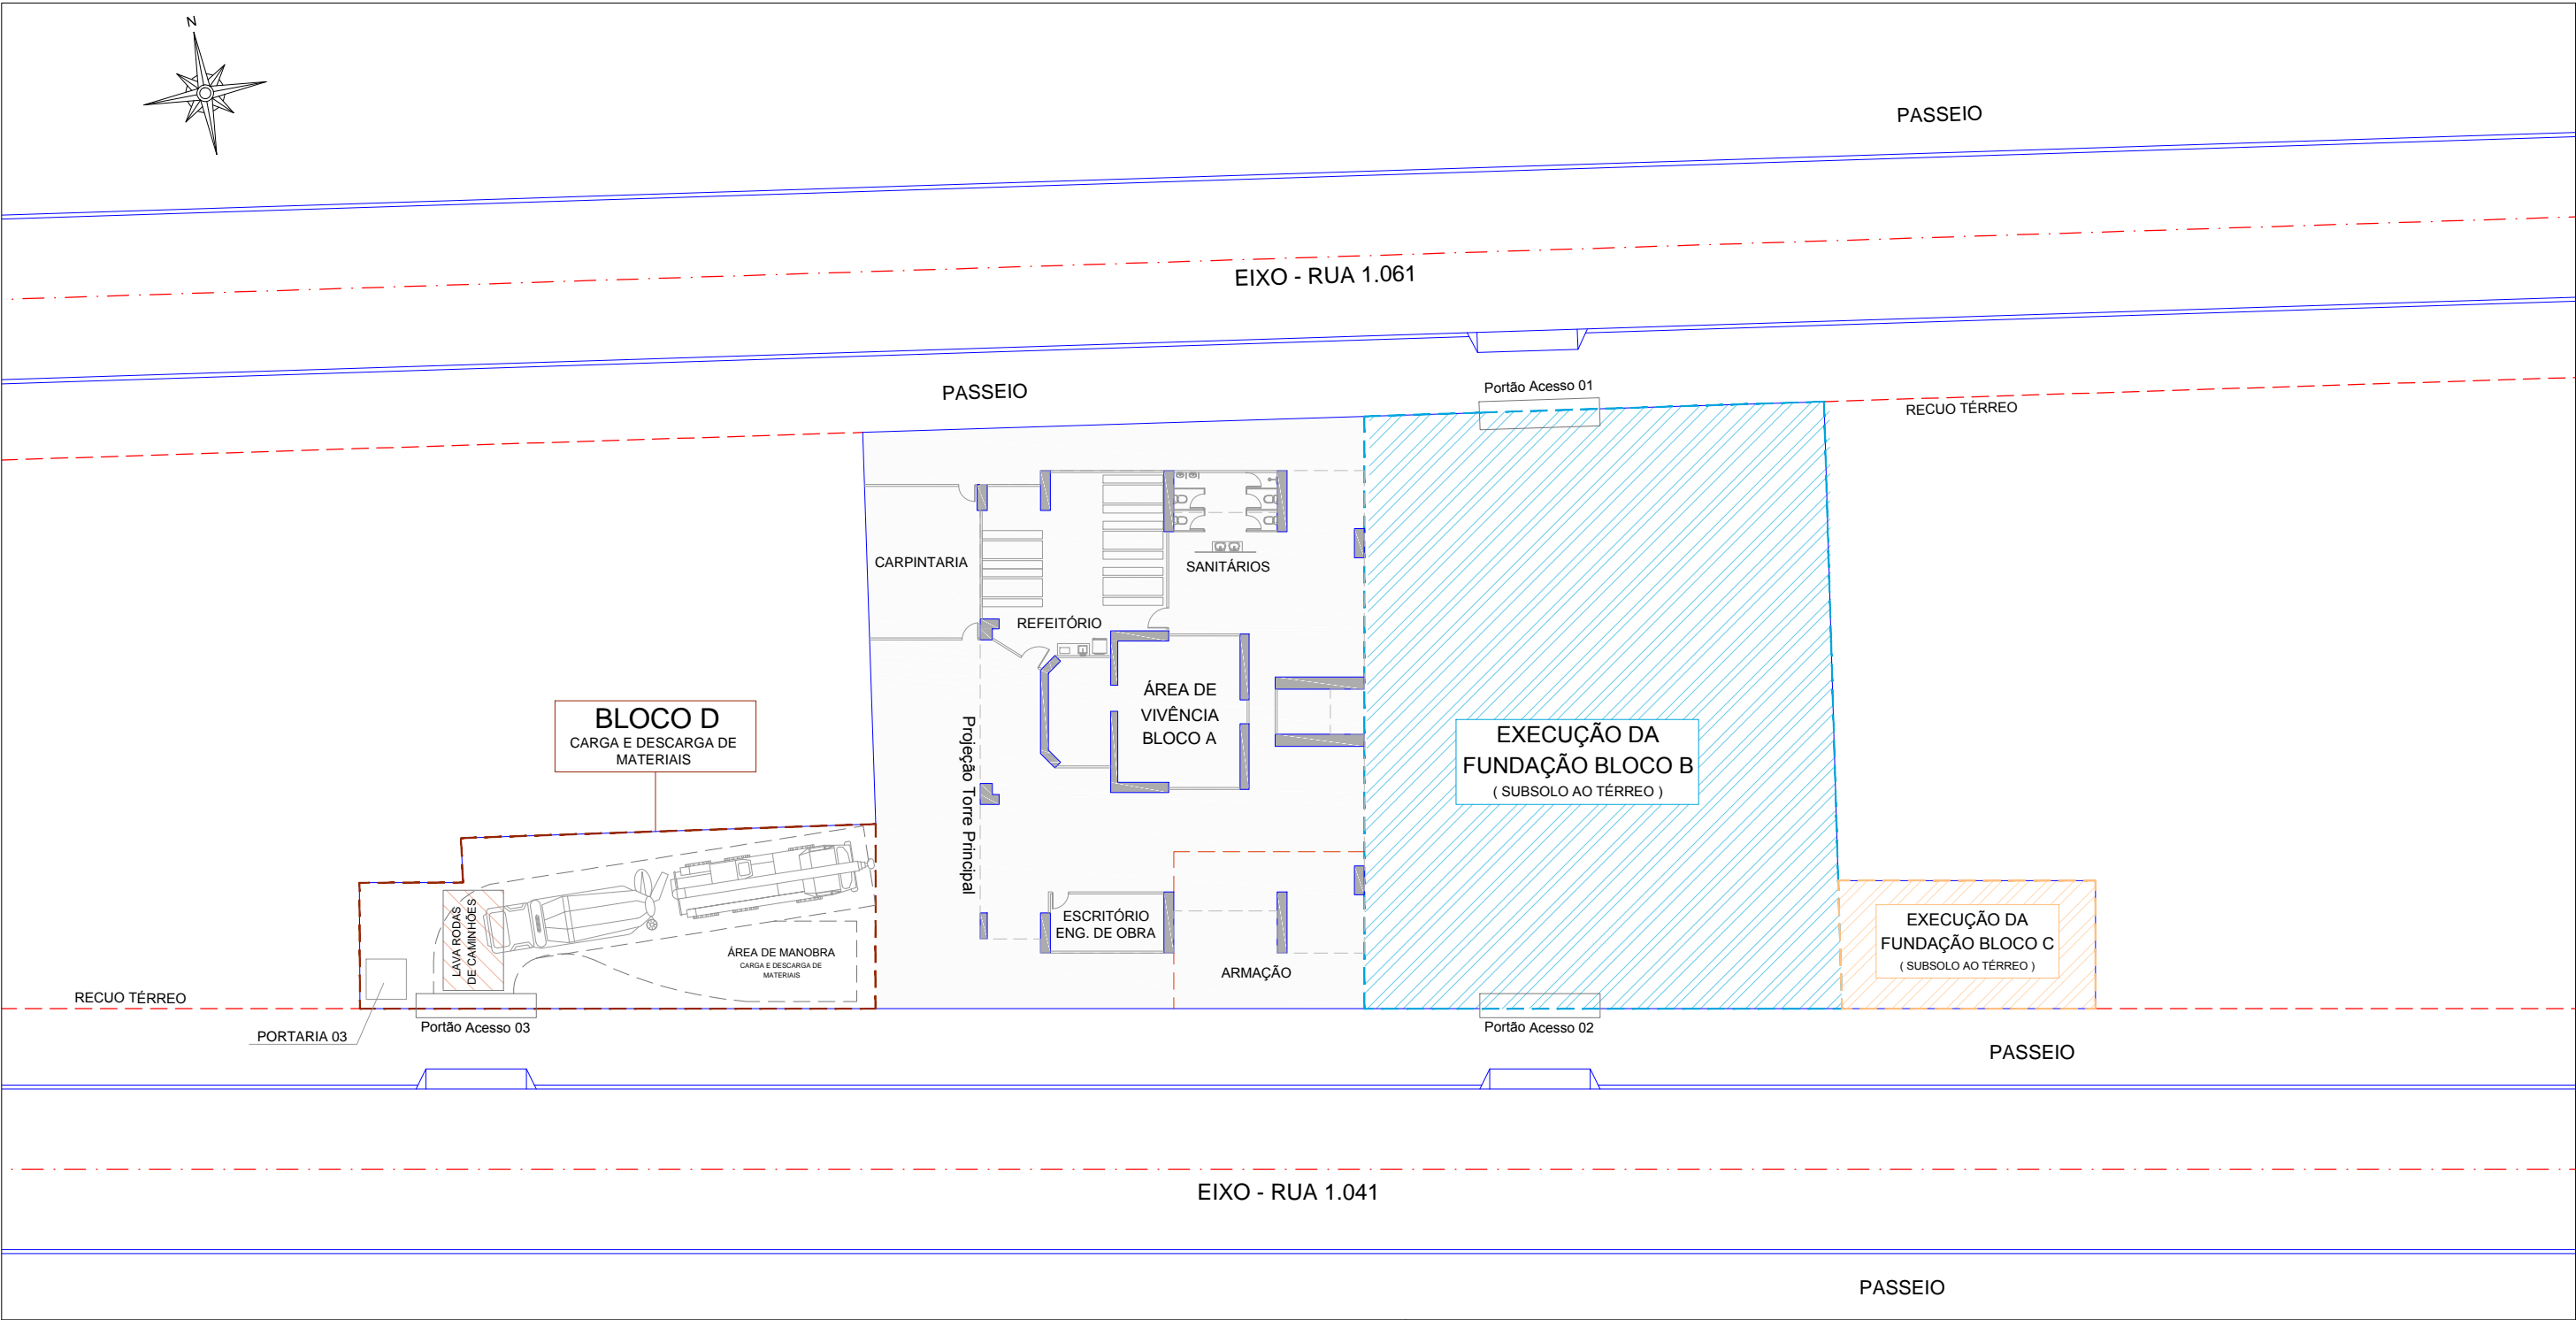 N
PASSEIO
EIXO - RUA 1.061
PASSEIO
Portão Acesso 01
RECUO TÉRREO
CARPINTARIA
SANITÁRIOS
REFEITÓRIO
ÁREA DE
VIVÊNCIA
BLOCO A
Projeção Torre Principal
BLOCO D
CARGA E DESCARGA DE
MATERIAIS
EXECUÇÃO DA
FUNDAÇÃO BLOCO B
( SUBSOLO AO TÉRREO )
LAVA RODAS
DE CAMINHÕES
ÁREA DE MANOBRA
CARGA E DESCARGA DE
MATERIAIS
ESCRITÓRIO
ENG. DE OBRA
ARMAÇÃO
EXECUÇÃO DA
FUNDAÇÃO BLOCO C
( SUBSOLO AO TÉRREO )
RECUO TÉRREO
PORTARIA 03
Portão Acesso 03
Portão Acesso 02
PASSEIO
EIXO - RUA 1.041
PASSEIO